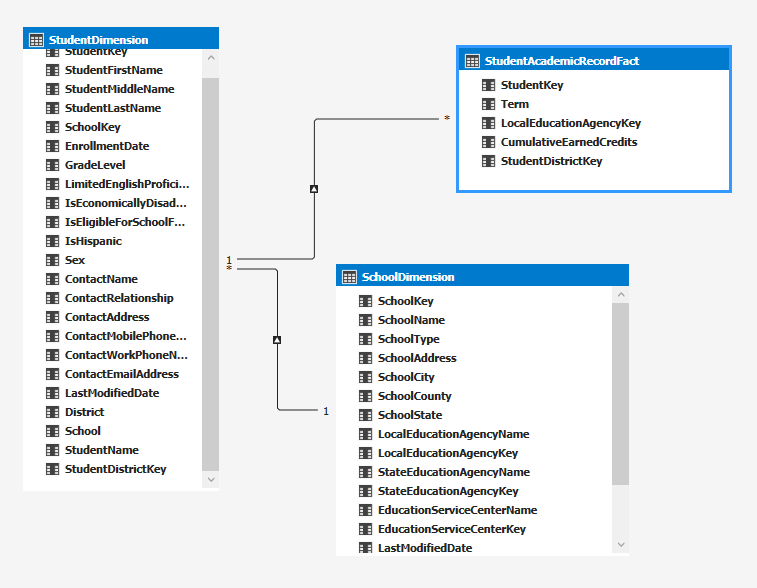 StudentDimension
StudentKey
StudentFirstName
StudentMiddleName
StudentLastName
SchoolKey
EnrollmentDate
GradeLevel
LimitedEnglishProfici...
IsEconomicallyDisad...
IsEligibleForSchoolF...
IsHispanic
Sex
ContactName
ContactRelationship
ContactAddress
ContactMobilePhone...
ContactWorkPhoneN...
ContactEmailAddress
LastModifiedDate
District
School
StudentName
StudentDistrictKey
1
*
*
1
StudentAcademicRecordFact
StudentKey
Term
LocalEducationAgencyKey
CumulativeEarnedCredits
StudentDistrictKey
SchoolDimension
SchoolKey
SchoolName
SchoolType
SchoolAddress
SchoolCity
SchoolCounty
SchoolState
LocalEducationAgencyName
LocalEducationAgencyKey
StateEducationAgencyName
StateEducationAgencyKey
EducationServiceCenterName
EducationServiceCenterKey
LastModifiedDate